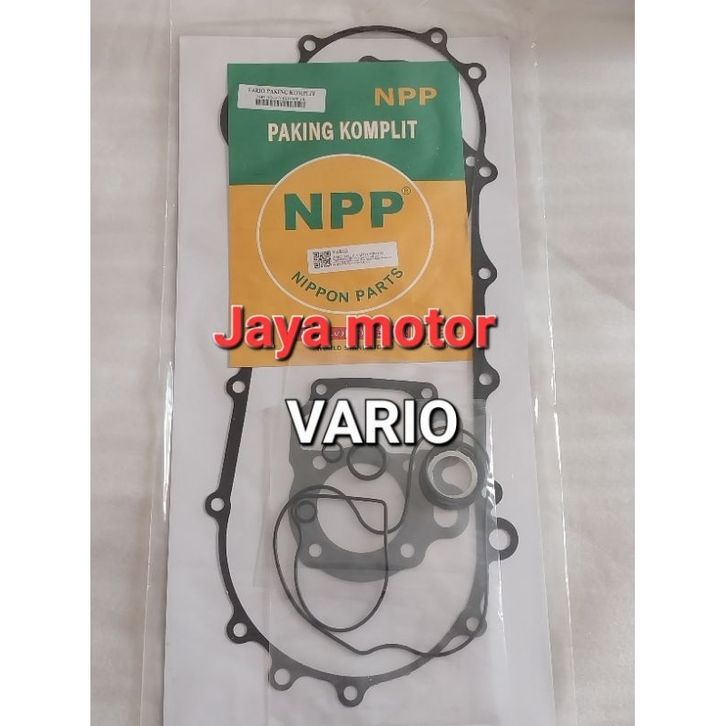 VARIO PAKING KOMPLIT
NPP
PAKING KOMPLIT
NPP®
NIPPON PARTS
Jaya motor
VARIO